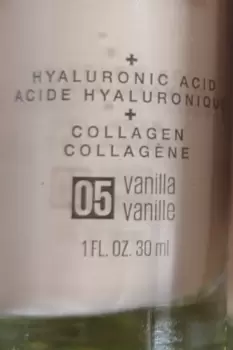 +
HYALURONIC ACID
ACIDE HYALURONIQUE
+
COLLAGEN
COLLAGÈNE
05 vanilla
vanille
1 FL. OZ. 30 ml